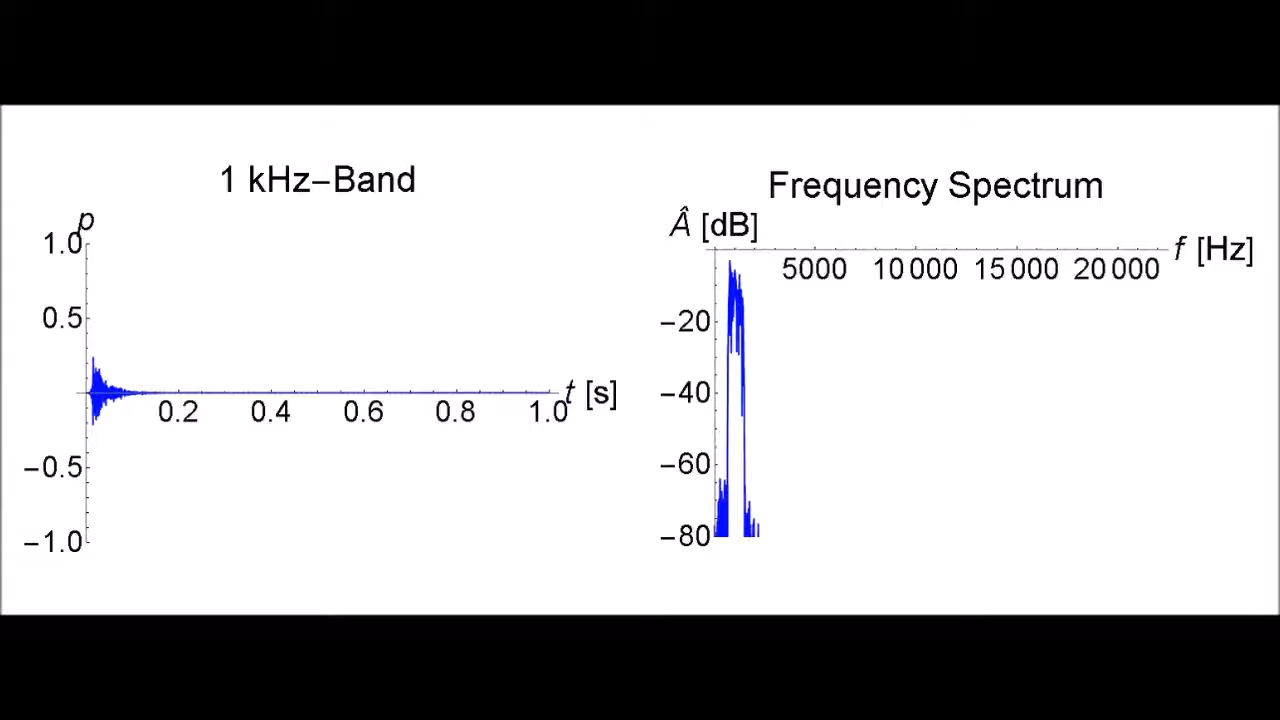 1 kHz–Band
p
1.0
0.5
−0.5
−1.0
0.2 0.4 0.6 0.8 1.0
t [s]
Frequency Spectrum
Â [dB]
f [Hz]
5000 10 000 15 000 20 000
−20
−40
−60
−80